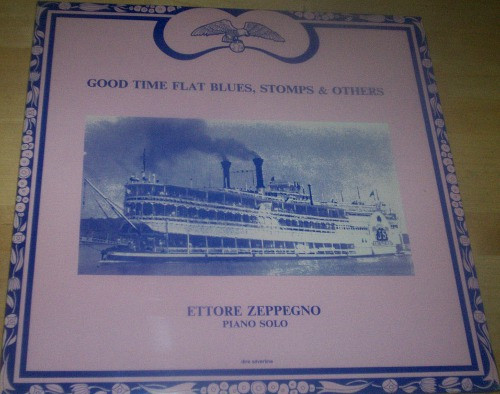 GOOD TIME FLAT BLUES, STOMPS & OTHERS
ETTORE ZEPPEGNO
PIANO SOLO